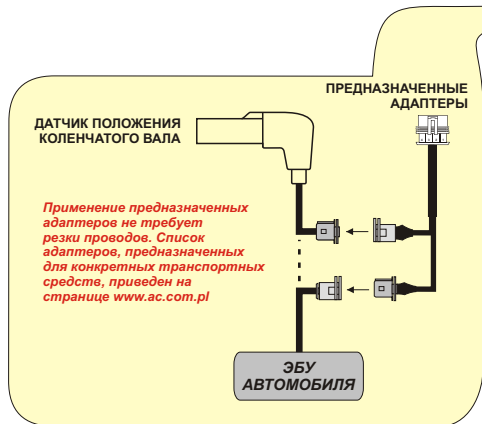 ПРЕДНАЗНАЧЕННЫЕ
АДАПТЕРЫ
ДАТЧИК ПОЛОЖЕНИЯ
КОЛЕНЧАТОГО ВАЛА
Применение предназначенных
адаптеров не требует
резки проводов. Список
адаптеров, предназначенных
для конкретных транспортных
средств, приведен на
странице www.ac.com.pl
ЭБУ
АВТОМОБИЛЯ